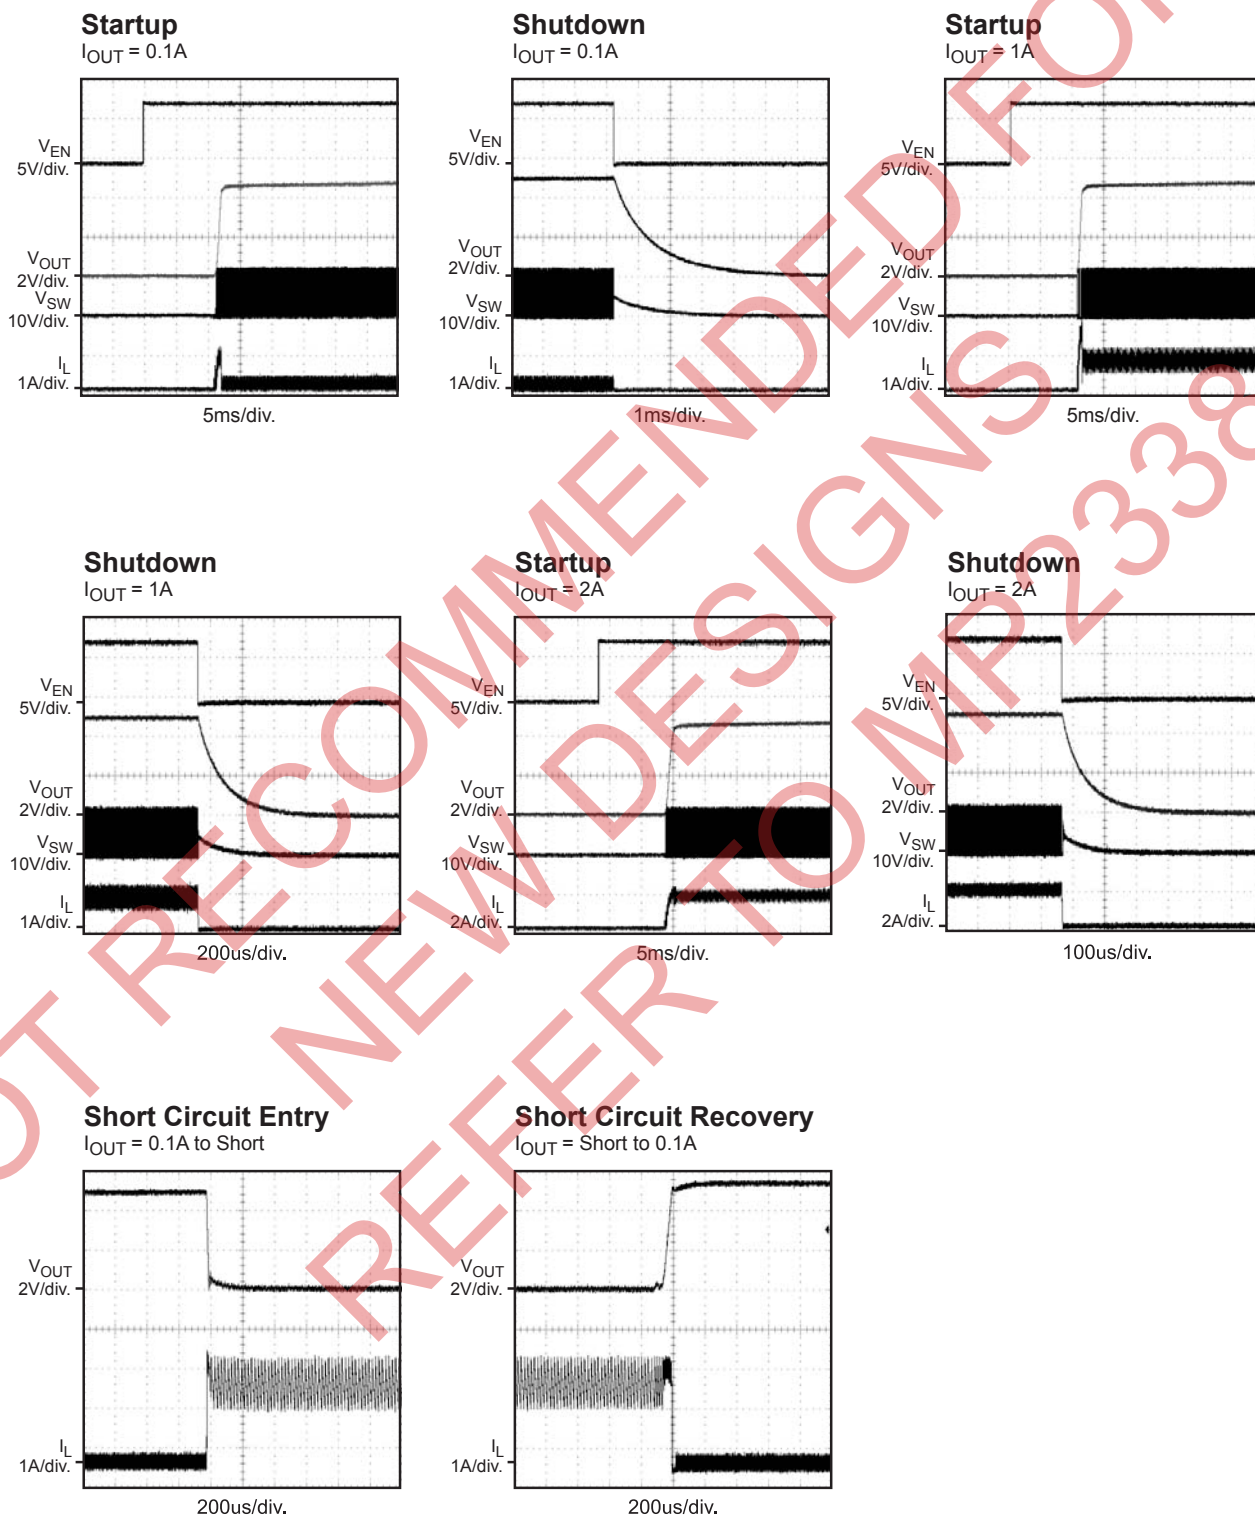 Startup
IOUT = 0.1A
VEN
5V/div.
VOUT
2V/div.
VSW
10V/div.
IL
1A/div.
5ms/div.
Shutdown
IOUT = 0.1A
VEN
5V/div.
VOUT
2V/div.
VSW
10V/div.
IL
1A/div.
1ms/div.
Startup
IOUT = 1A
VEN
5V/div.
VOUT
2V/div.
VSW
10V/div.
IL
1A/div.
5ms/div.
Shutdown
IOUT = 1A
VEN
5V/div.
VOUT
2V/div.
VSW
10V/div.
IL
1A/div.
200us/div.
Startup
IOUT = 2A
VEN
5V/div.
VOUT
2V/div.
VSW
10V/div.
IL
2A/div.
5ms/div.
Shutdown
IOUT = 2A
VEN
5V/div.
VOUT
2V/div.
VSW
10V/div.
IL
2A/div.
100us/div.
Short Circuit Entry
IOUT = 0.1A to Short
VOUT
2V/div.
IL
1A/div.
200us/div.
Short Circuit Recovery
IOUT = Short to 0.1A
VOUT
2V/div.
IL
1A/div.
200us/div.
OT RECOMMENDED FOR
NEW DESIGNS
REFER TO MP2338